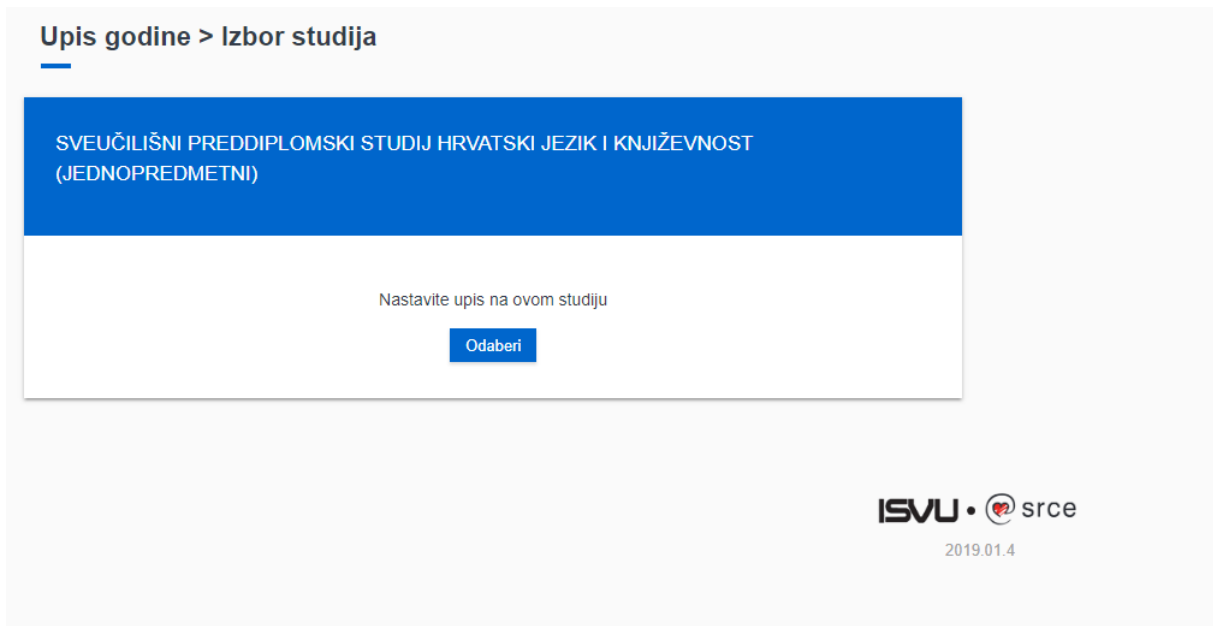 Upis godine > Izbor studija
SVEUČILIŠNI PREDDIPLOMSKI STUDIJ HRVATSKI JEZIK I KNJIŽEVNOST
(JEDNOPREDMETNI)
Nastavite upis na ovom studiju
Odaberi
ISVU • srce
2019.01.4